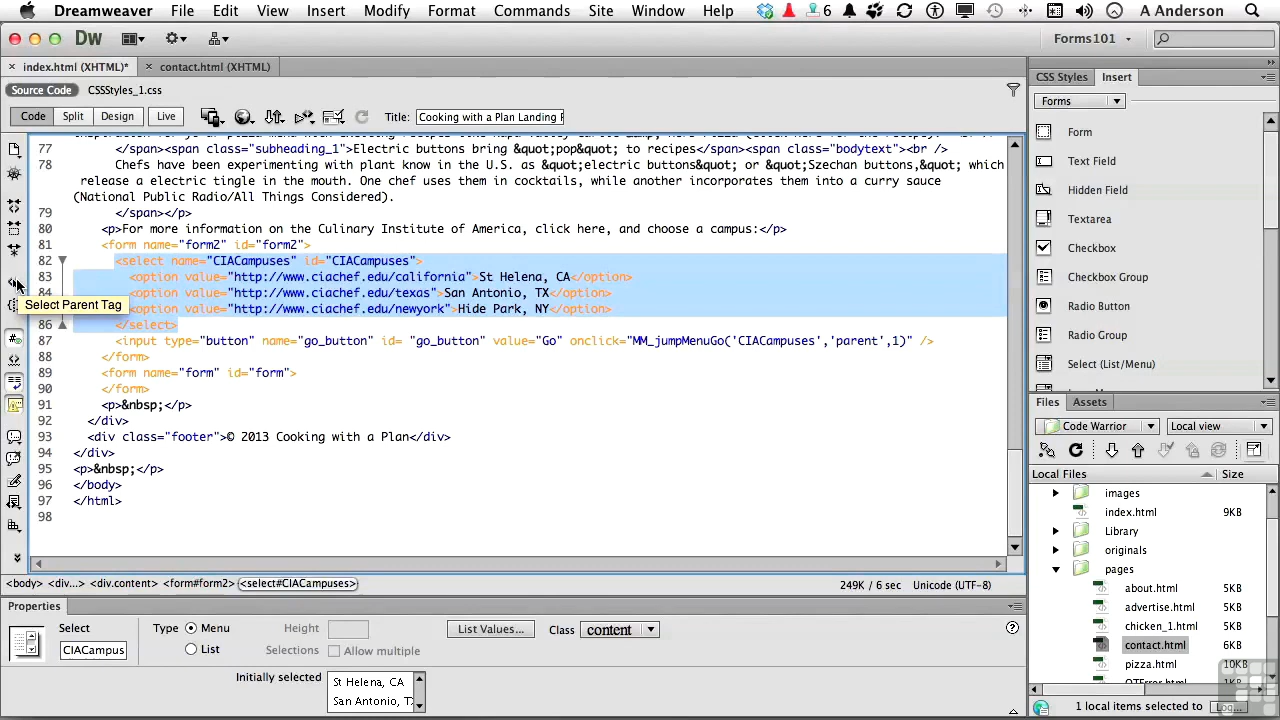 Dreamweaver File Edit View Insert Modify Format Commands Site Window Help 6 A Anderson
Dw Forms101
index.html (XHTML)* contact.html (XHTML)
Source Code CSSStyles_1.css
Code Split Design Live Title: Cooking with a Plan Landing
77 </span><span class="subheading_1">Electric buttons bring &quot;pop&quot; to recipes</span><span class="bodytext"><br />
78 Chefs have been experimenting with plant know in the U.S. as &quot;electric buttons&quot; or &quot;Szechan buttons,&quot; which
release a electric tingle in the mouth. One chef uses them in cocktails, while another incorporates them into a curry sauce
(National Public Radio/All Things Considered).
79 </span></p>
80 <p>For more information on the Culinary Institute of America, click here, and choose a campus:</p>
81 <form name="form2" id="form2">
82 <select name="CIACampuses" id="CIACampuses">
83 <option value="http://www.ciachef.edu/california">St Helena, CA</option>
84 <option value="http://www.ciachef.edu/texas">San Antonio, TX</option>
<option value="http://www.ciachef.edu/newyork">Hide Park, NY</option>
86 </select>
87 <input type="button" name="go_button" id= "go_button" value="Go" onclick="MM_jumpMenuGo('CIACampuses','parent',1)" />
88 </form>
89 <form name="form" id="form">
90 </form>
91 <p>&nbsp;</p>
92 </div>
93 <div class="footer">© 2013 Cooking with a Plan</div>
94 </div>
95 <p>&nbsp;</p>
96 </body>
97 </html>
98
Select Parent Tag
<body> <div...> <div.content> <form#form2> <select#CIACampuses> 249K / 6 sec Unicode (UTF-8)
Properties
Select
CIACampus
Type Menu
List
Height
Selections
List Values...
Allow multiple
Class content
Initially selected
St Helena, CA
San Antonio, T
CSS Styles Insert
Forms
Form
Text Field
Hidden Field
Textarea
Checkbox
Checkbox Group
Radio Button
Radio Group
Select (List/Menu)
Files Assets
Code Warrior Local view
Local Files Size
images
index.html 9KB
Library
originals
pages
about.html 5KB
advertise.html 5KB
chicken_1.html 5KB
contact.html 6KB
pizza.html 10KB
1 local items selected to Log...